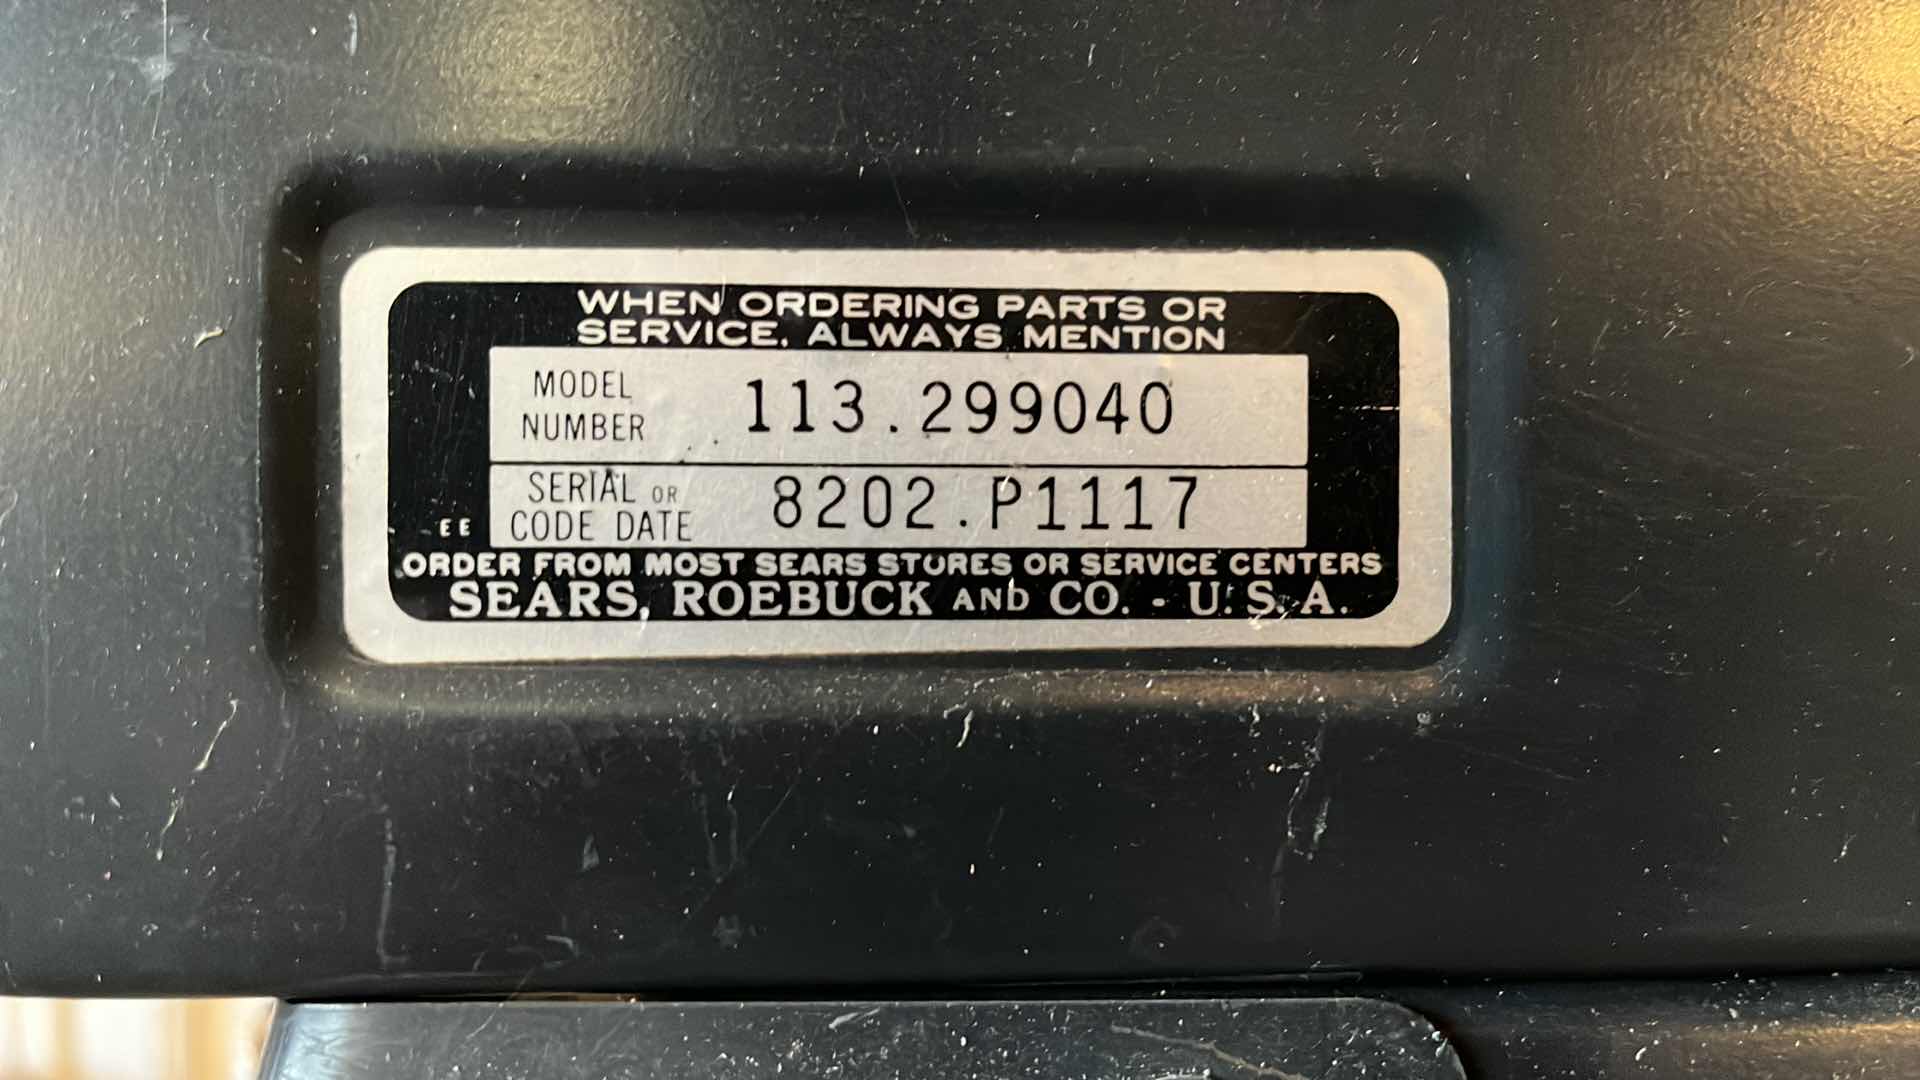 WHEN ORDERING PARTS OR
SERVICE, ALWAYS MENTION
MODEL
NUMBER 113.299040
SERIAL OR
CODE DATE 8202.P1117
EE
ORDER FROM MOST SEARS STORES OR SERVICE CENTERS
SEARS, ROEBUCK AND CO. - U.S.A.